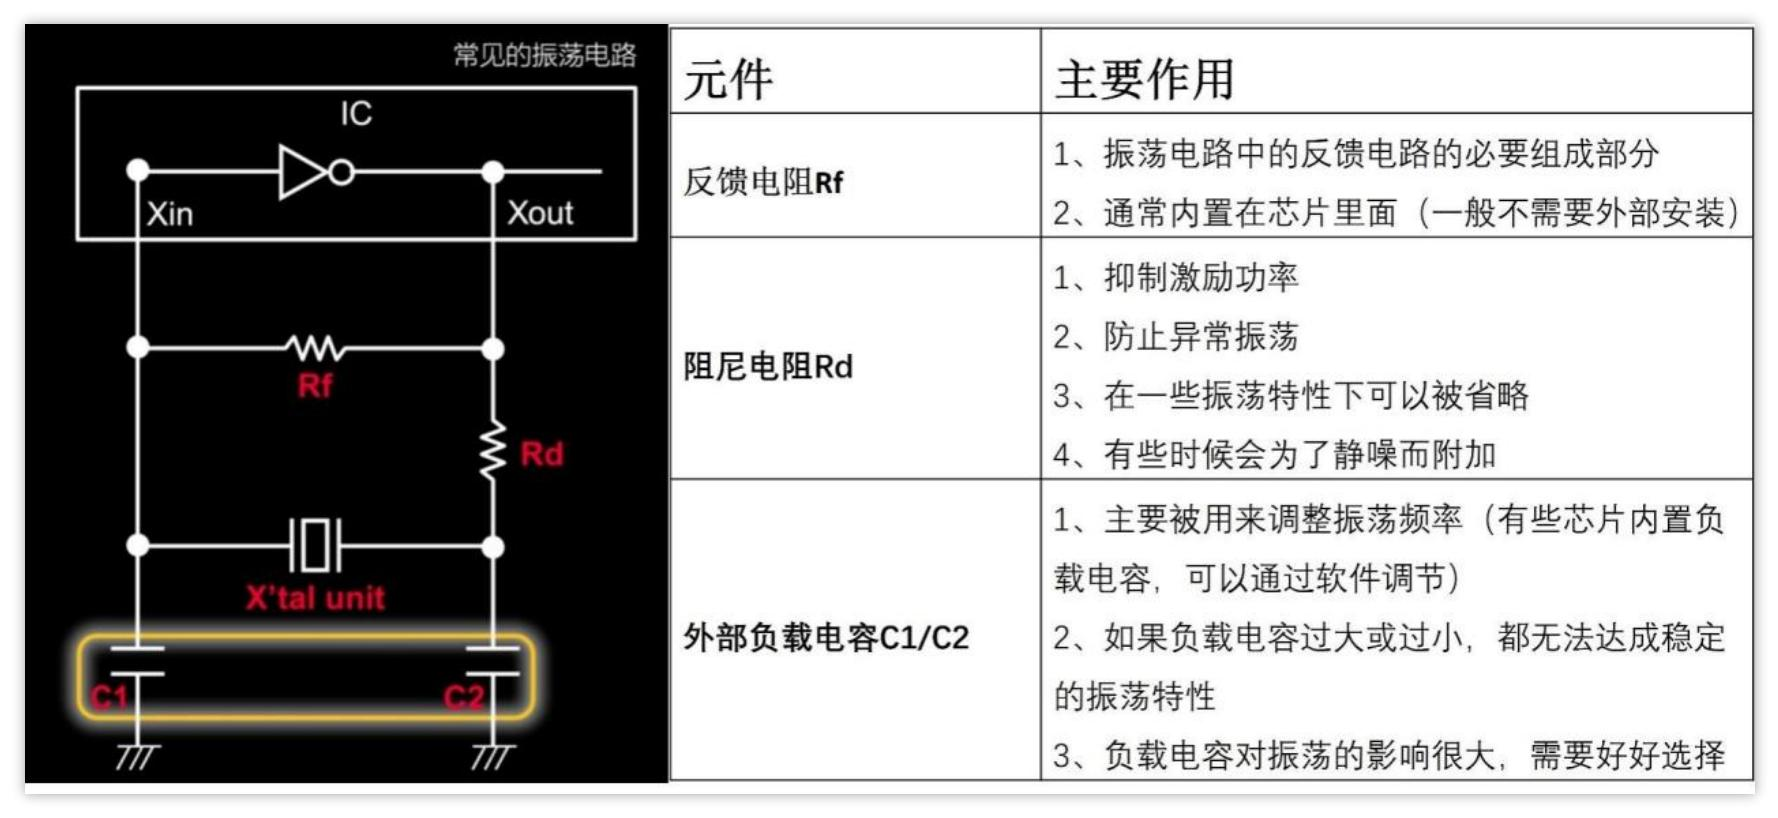 常见的振荡电路
IC
Xin
Xout
Rf
Rd
X'tal unit
C1
C2
元件
主要作用
反馈电阻Rf
1、振荡电路中的反馈电路的必要组成部分
2、通常内置在芯片里面（一般不需要外部安装）
阻尼电阻Rd
1、抑制激励功率
2、防止异常振荡
3、在一些振荡特性下可以被省略
4、有些时候会为了静噪而附加
外部负载电容C1/C2
1、主要被用来调整振荡频率（有些芯片内置负
载电容，可以通过软件调节）
2、如果负载电容过大或过小，都无法达成稳定
的振荡特性
3、负载电容对振荡的影响很大，需要好好选择